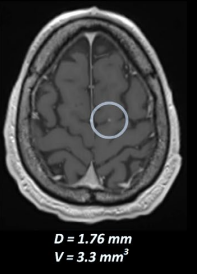 D = 1.76 mm
V = 3.3 mm³